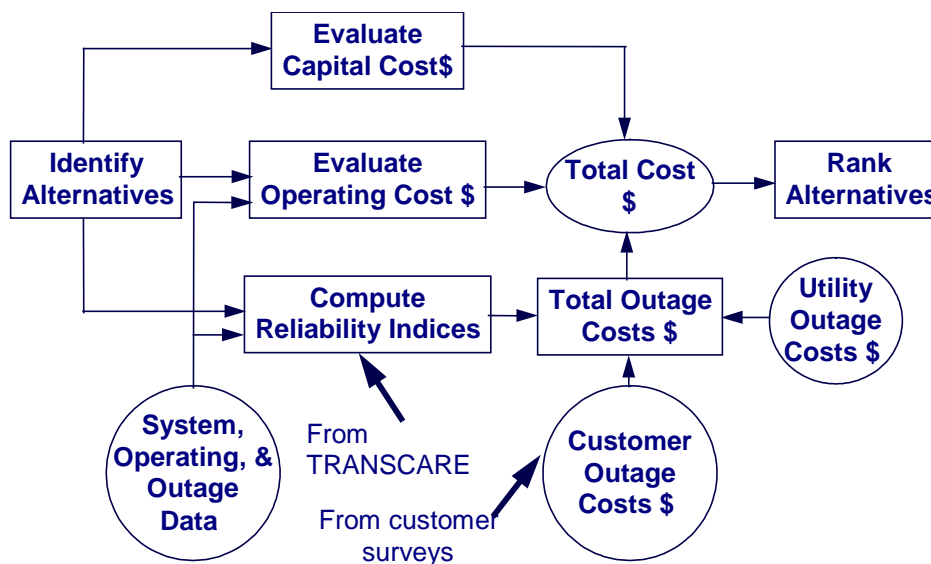 Evaluate
Capital Cost$
Identify
Alternatives
Evaluate
Operating Cost $
Total Cost
$
Rank
Alternatives
Compute
Reliability Indices
Total Outage
Costs $
Utility
Outage
Costs $
System,
Operating, &
Outage
Data
From
TRANSCARE
Customer
Outage
Costs $
From customer
surveys